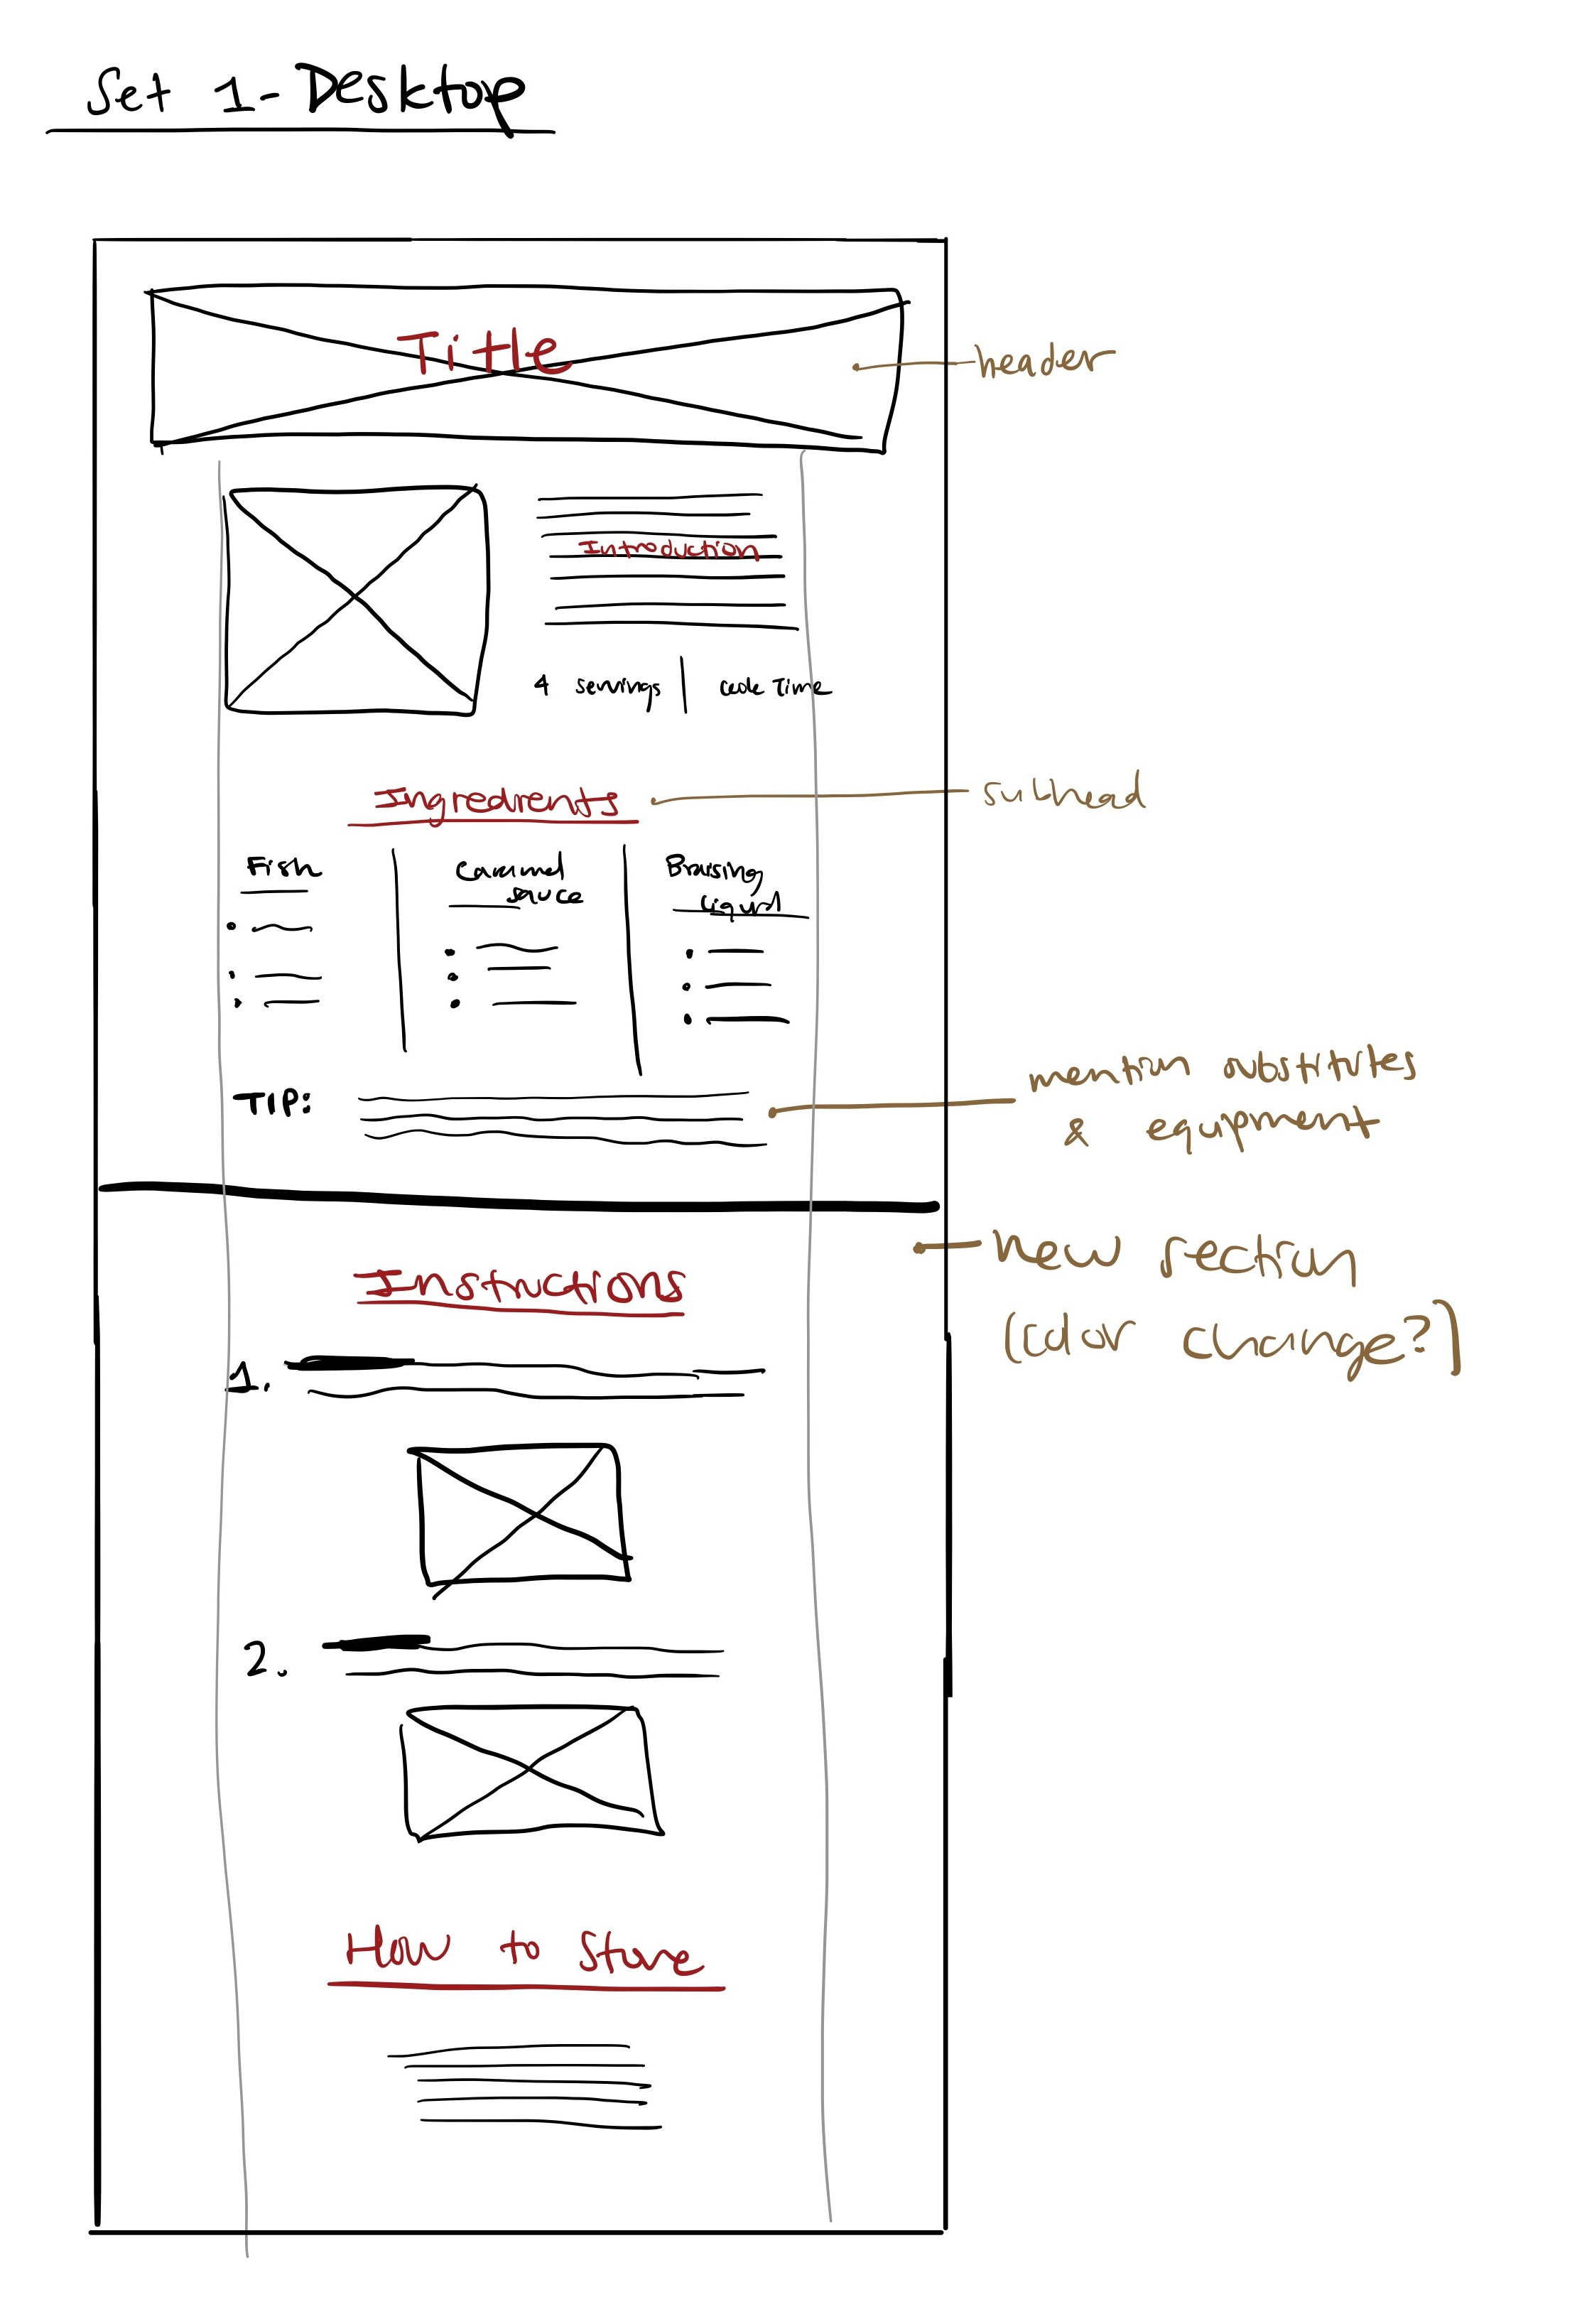 Set 1- Desktop
Title
header
Introduction
4 servings | cook Time
Ingredients
subhead
Fish
Caramel
sauce
Braising
liquid
TIP:
mention substitutes
& equipment
new section
(color change?)
Instructions
1.
2.
How to Store